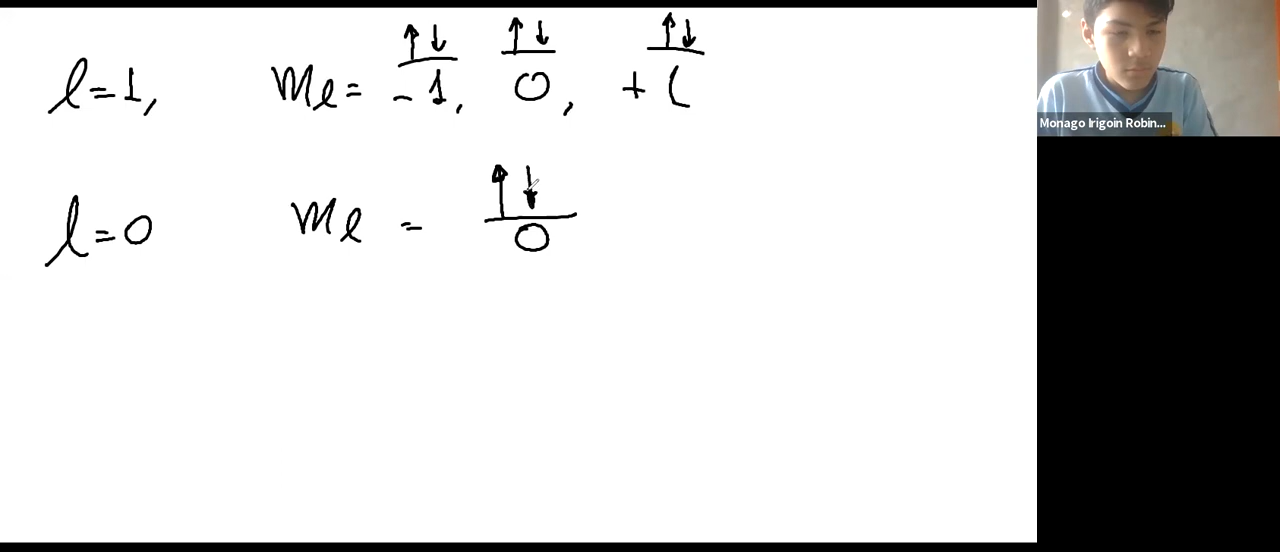 ↑↓ ↑↓ ↑↓
l=1, ml= -1, 0, +1
↑↓
l=0 ml = 0
Monago Irigoin Robin...